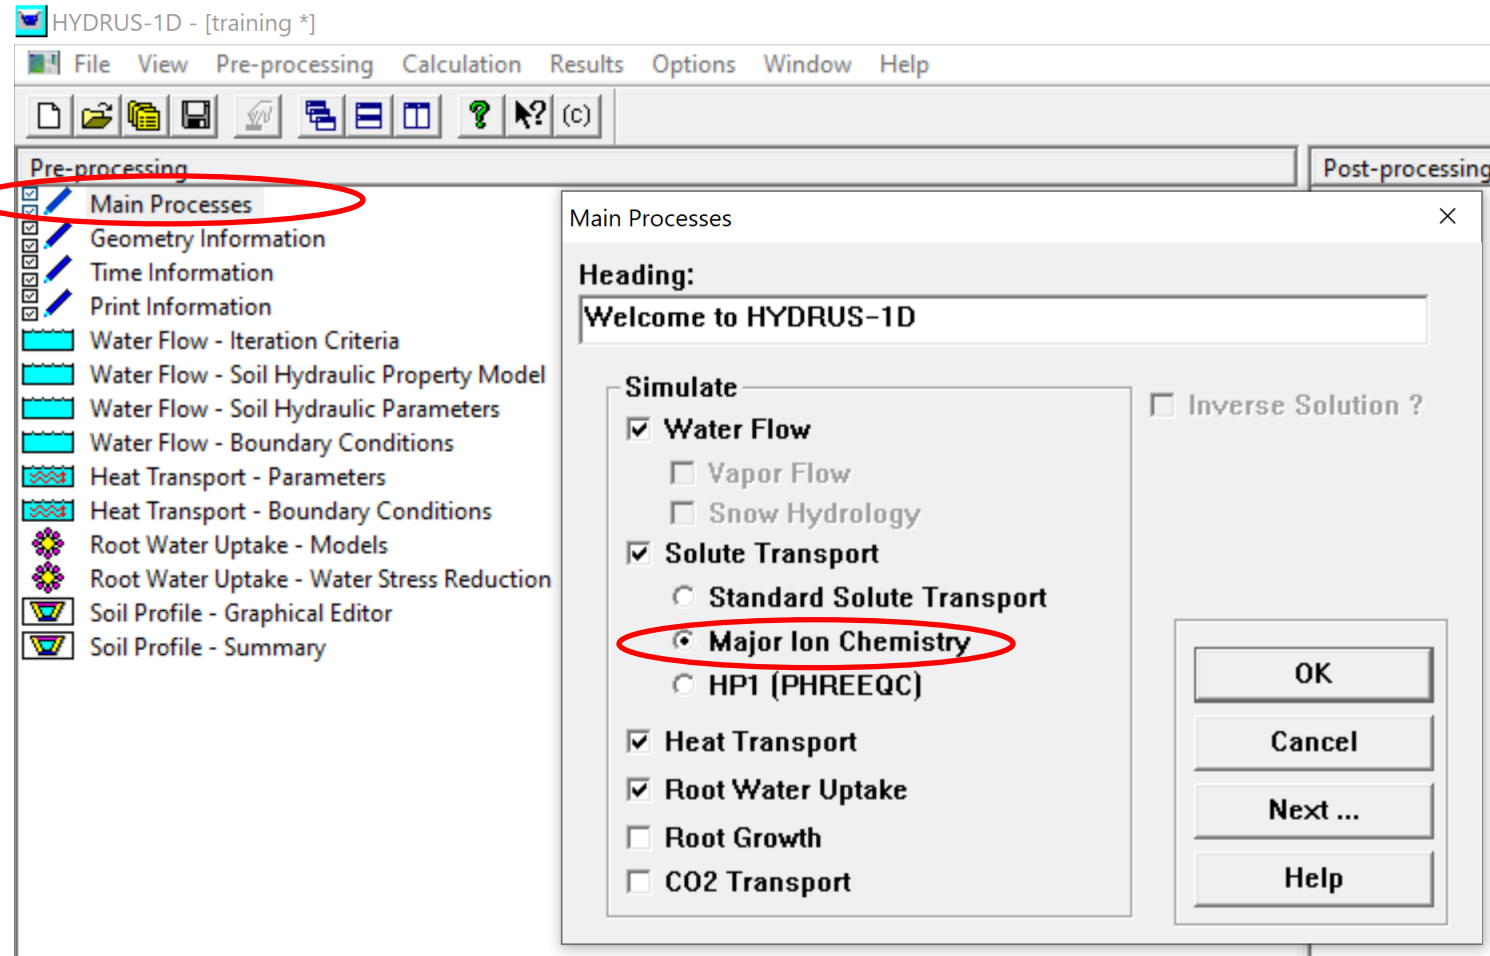 HYDRUS-1D - [training *]
File View Pre-processing Calculation Results Options Window Help
? ? (c)
Pre-processing
Post-processing
Main Processes
Geometry Information
Time Information
Print Information
Water Flow - Iteration Criteria
Water Flow - Soil Hydraulic Property Model
Water Flow - Soil Hydraulic Parameters
Water Flow - Boundary Conditions
Heat Transport - Parameters
Heat Transport - Boundary Conditions
Root Water Uptake - Models
Root Water Uptake - Water Stress Reduction
Soil Profile - Graphical Editor
Soil Profile - Summary
Main Processes
Heading:
Welcome to HYDRUS-1D
Simulate
Water Flow
Vapor Flow
Snow Hydrology
Solute Transport
Standard Solute Transport
Major Ion Chemistry
HP1 (PHREEQC)
Heat Transport
Root Water Uptake
Root Growth
CO2 Transport
Inverse Solution ?
OK
Cancel
Next ...
Help